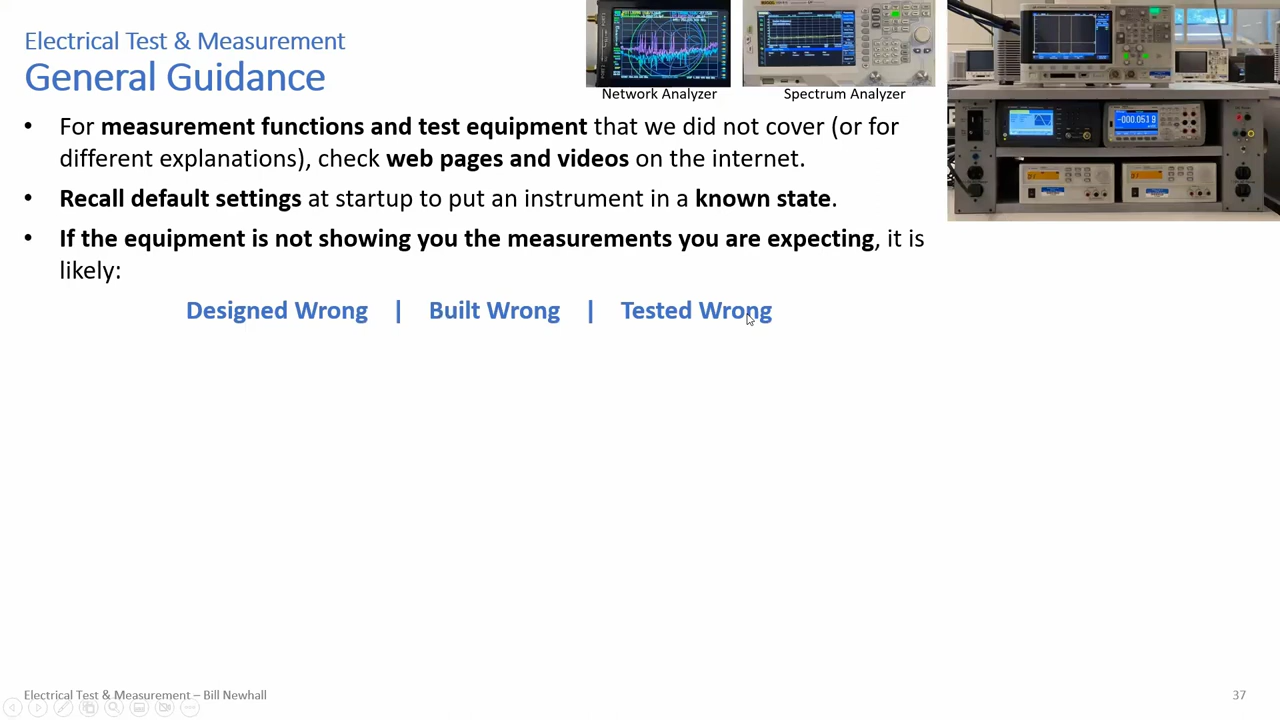 Electrical Test & Measurement
General Guidance
Network Analyzer
Spectrum Analyzer
• For measurement functions and test equipment that we did not cover (or for
different explanations), check web pages and videos on the internet.
• Recall default settings at startup to put an instrument in a known state.
• If the equipment is not showing you the measurements you are expecting, it is
likely:
Designed Wrong | Built Wrong | Tested Wrong
-000.0519
Electrical Test & Measurement – Bill Newhall
37